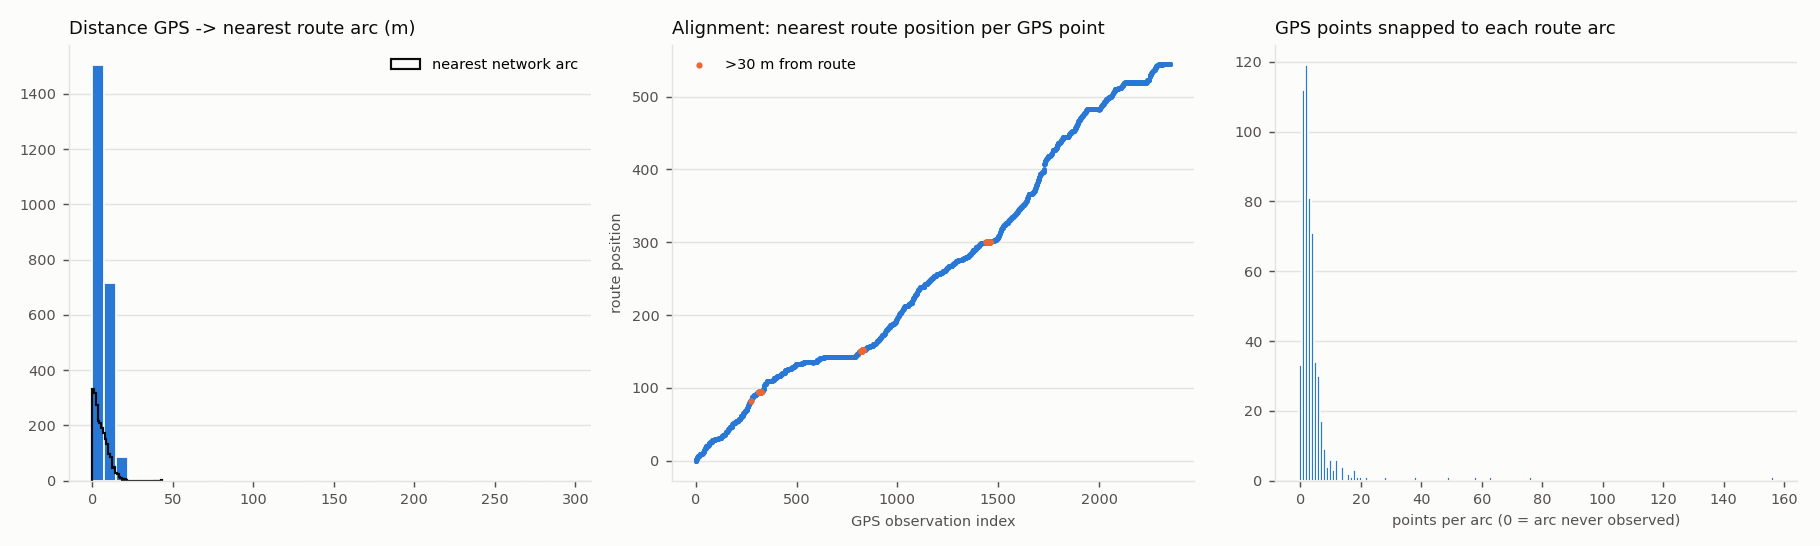 Distance GPS -> nearest route arc (m)
nearest network arc
1400
1200
1000
800
600
400
200
0
0 50 100 150 200 250 300
Alignment: nearest route position per GPS point
>30 m from route
route position
500
400
300
200
100
0
0 500 1000 1500 2000
GPS observation index
GPS points snapped to each route arc
120
100
80
60
40
20
0
0 20 40 60 80 100 120 140 160
points per arc (0 = arc never observed)